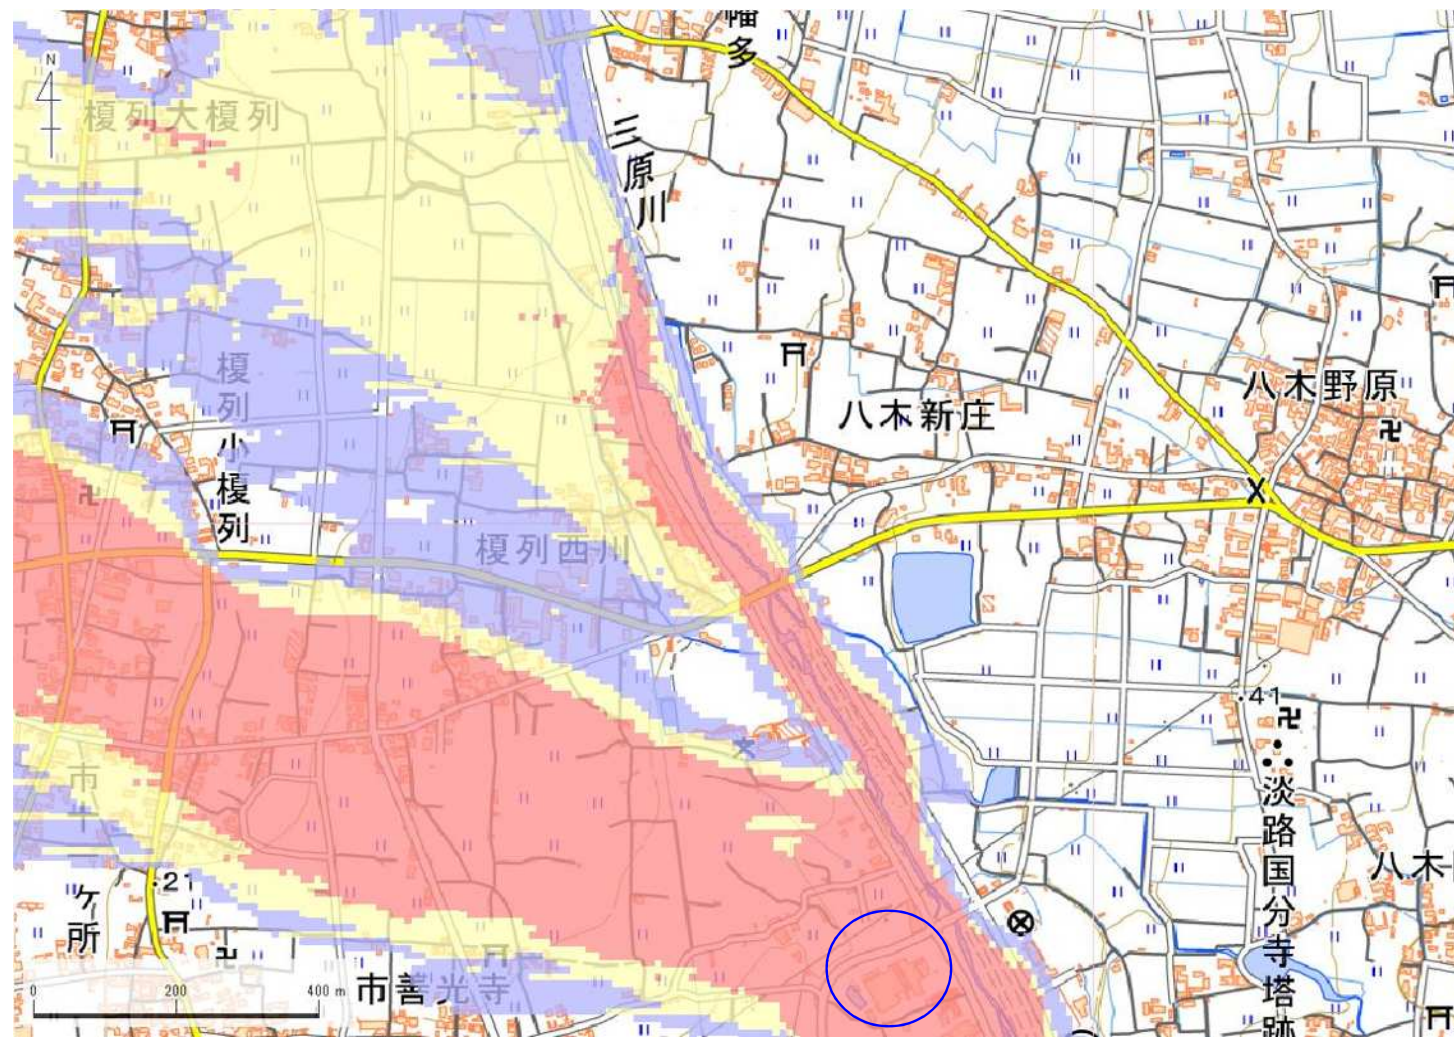 幡多
N
榎列大榎列
三原川
八木野原
八木新庄
榎列小榎列
榎列西川
41
市
21
ケ所
市善光寺
淡路国分寺塔跡
八木
0 200 400 m